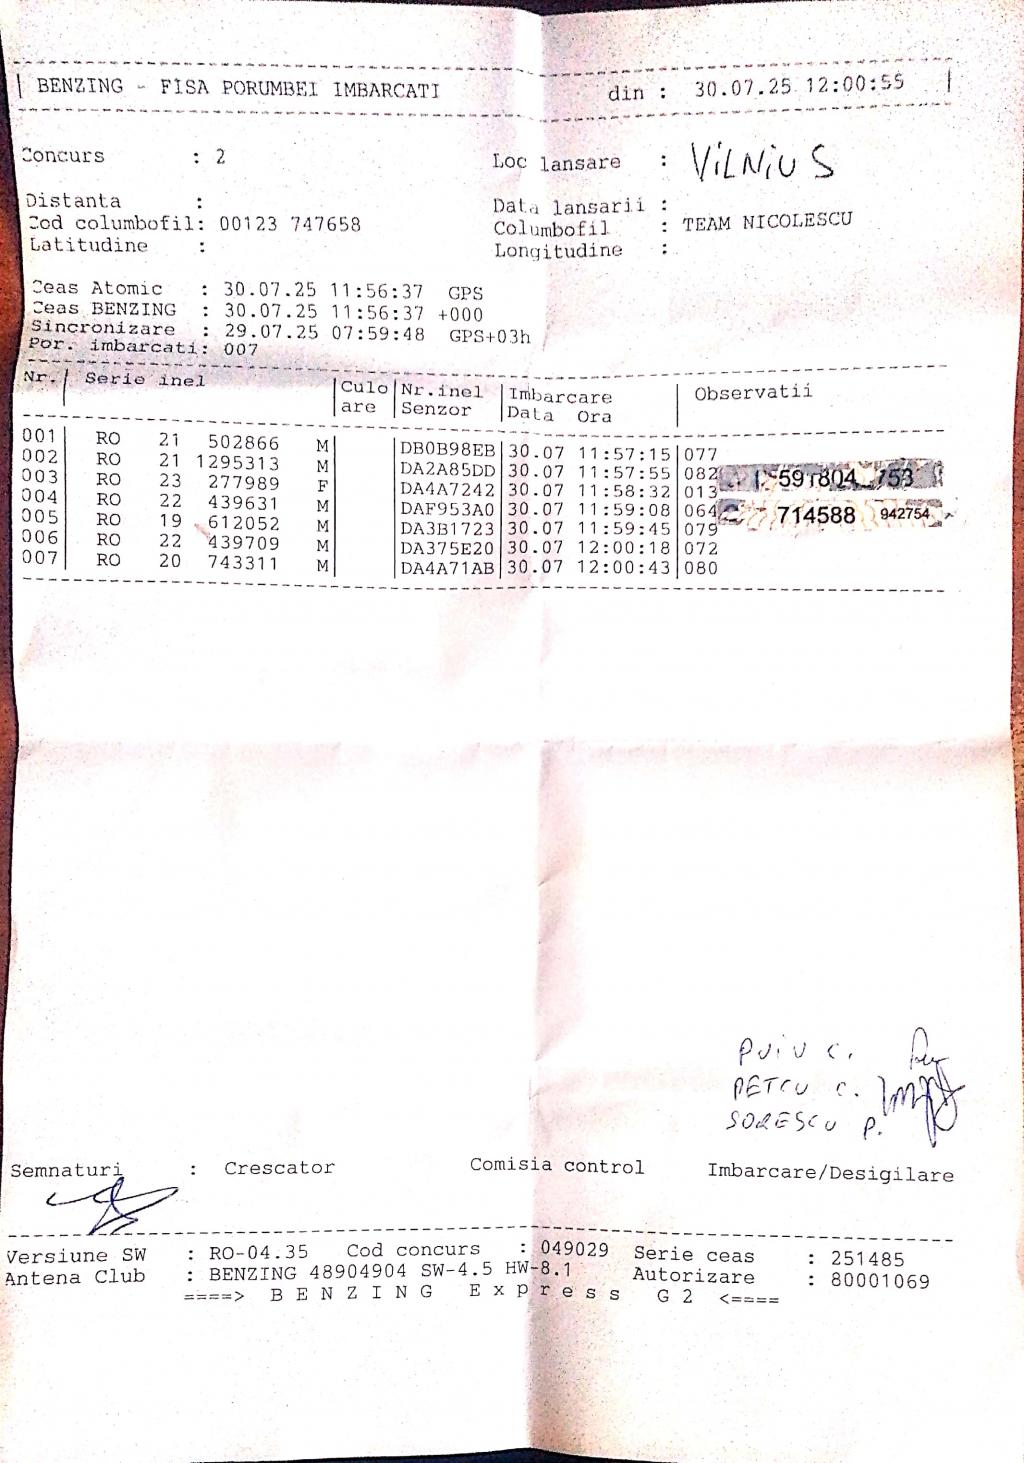 BENZING - FISA PORUMBEI IMBARCATI din : 30.07.25 12:00:55
Concurs : 2 Loc lansare : ViLNiUS
Distanta : Data lansarii :
Cod columbofil: 00123 747658 Columbofil : TEAM NICOLESCU
Latitudine : Longitudine :
Ceas Atomic : 30.07.25 11:56:37 GPS
Ceas BENZING : 30.07.25 11:56:37 +000
Sincronizare : 29.07.25 07:59:48 GPS+03h
Por. imbarcati: 007
Nr. Serie inel Culo Nr.inel Imbarcare Observatii
are Senzor Data Ora
001 RO 21 502866 M DB0B98EB 30.07 11:57:15 077
002 RO 21 1295313 M DA2A85DD 30.07 11:57:55 082
003 RO 23 277989 F DA4A7242 30.07 11:58:32 013
004 RO 22 439631 M DAF953A0 30.07 11:59:08 064 714588 942754
005 RO 19 612052 M DA3B1723 30.07 11:59:45 079
006 RO 22 439709 M DA375E20 30.07 12:00:18 072
007 RO 20 743311 M DA4A71AB 30.07 12:00:43 080
PUIU C.
PETCU C.
SORESCU P.
Semnaturi : Crescator Comisia control Imbarcare/Desigilare
Versiune SW : RO-04.35 Cod concurs : 049029 Serie ceas : 251485
Antena Club : BENZING 48904904 SW-4.5 HW-8.1 Autorizare : 80001069
====> B E N Z I N G E x p r e s s G 2 <====